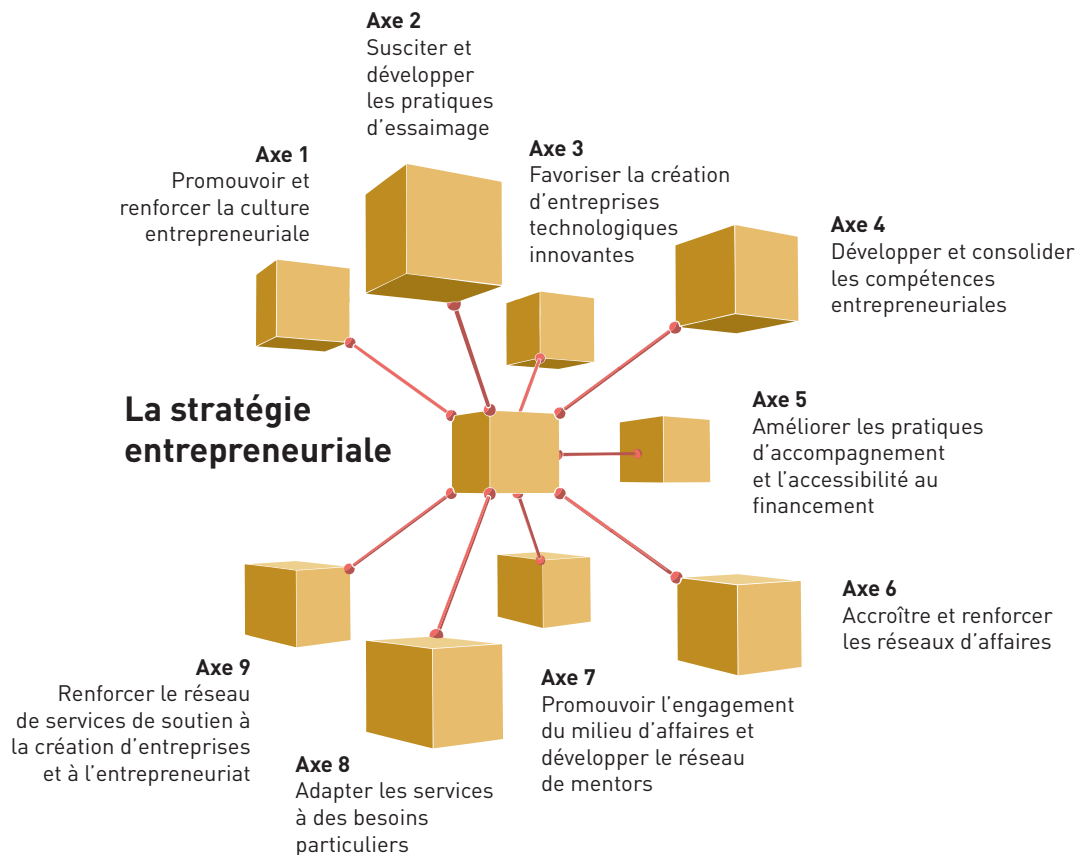 Axe 2
Susciter et
développer
les pratiques
d'essaimage
Axe 1
Promouvoir et
renforcer la culture
entrepreneuriale
Axe 3
Favoriser la création
d'entreprises
technologiques
innovantes
Axe 4
Développer et consolider
les compétences
entrepreneuriales
La stratégie
entrepreneuriale
Axe 5
Améliorer les pratiques
d'accompagnement
et l'accessibilité au
financement
Axe 6
Accroître et renforcer
les réseaux d'affaires
Axe 7
Promouvoir l'engagement
du milieu d'affaires et
développer le réseau
de mentors
Axe 8
Adapter les services
à des besoins
particuliers
Axe 9
Renforcer le réseau
de services de soutien à
la création d'entreprises
et à l'entrepreneuriat